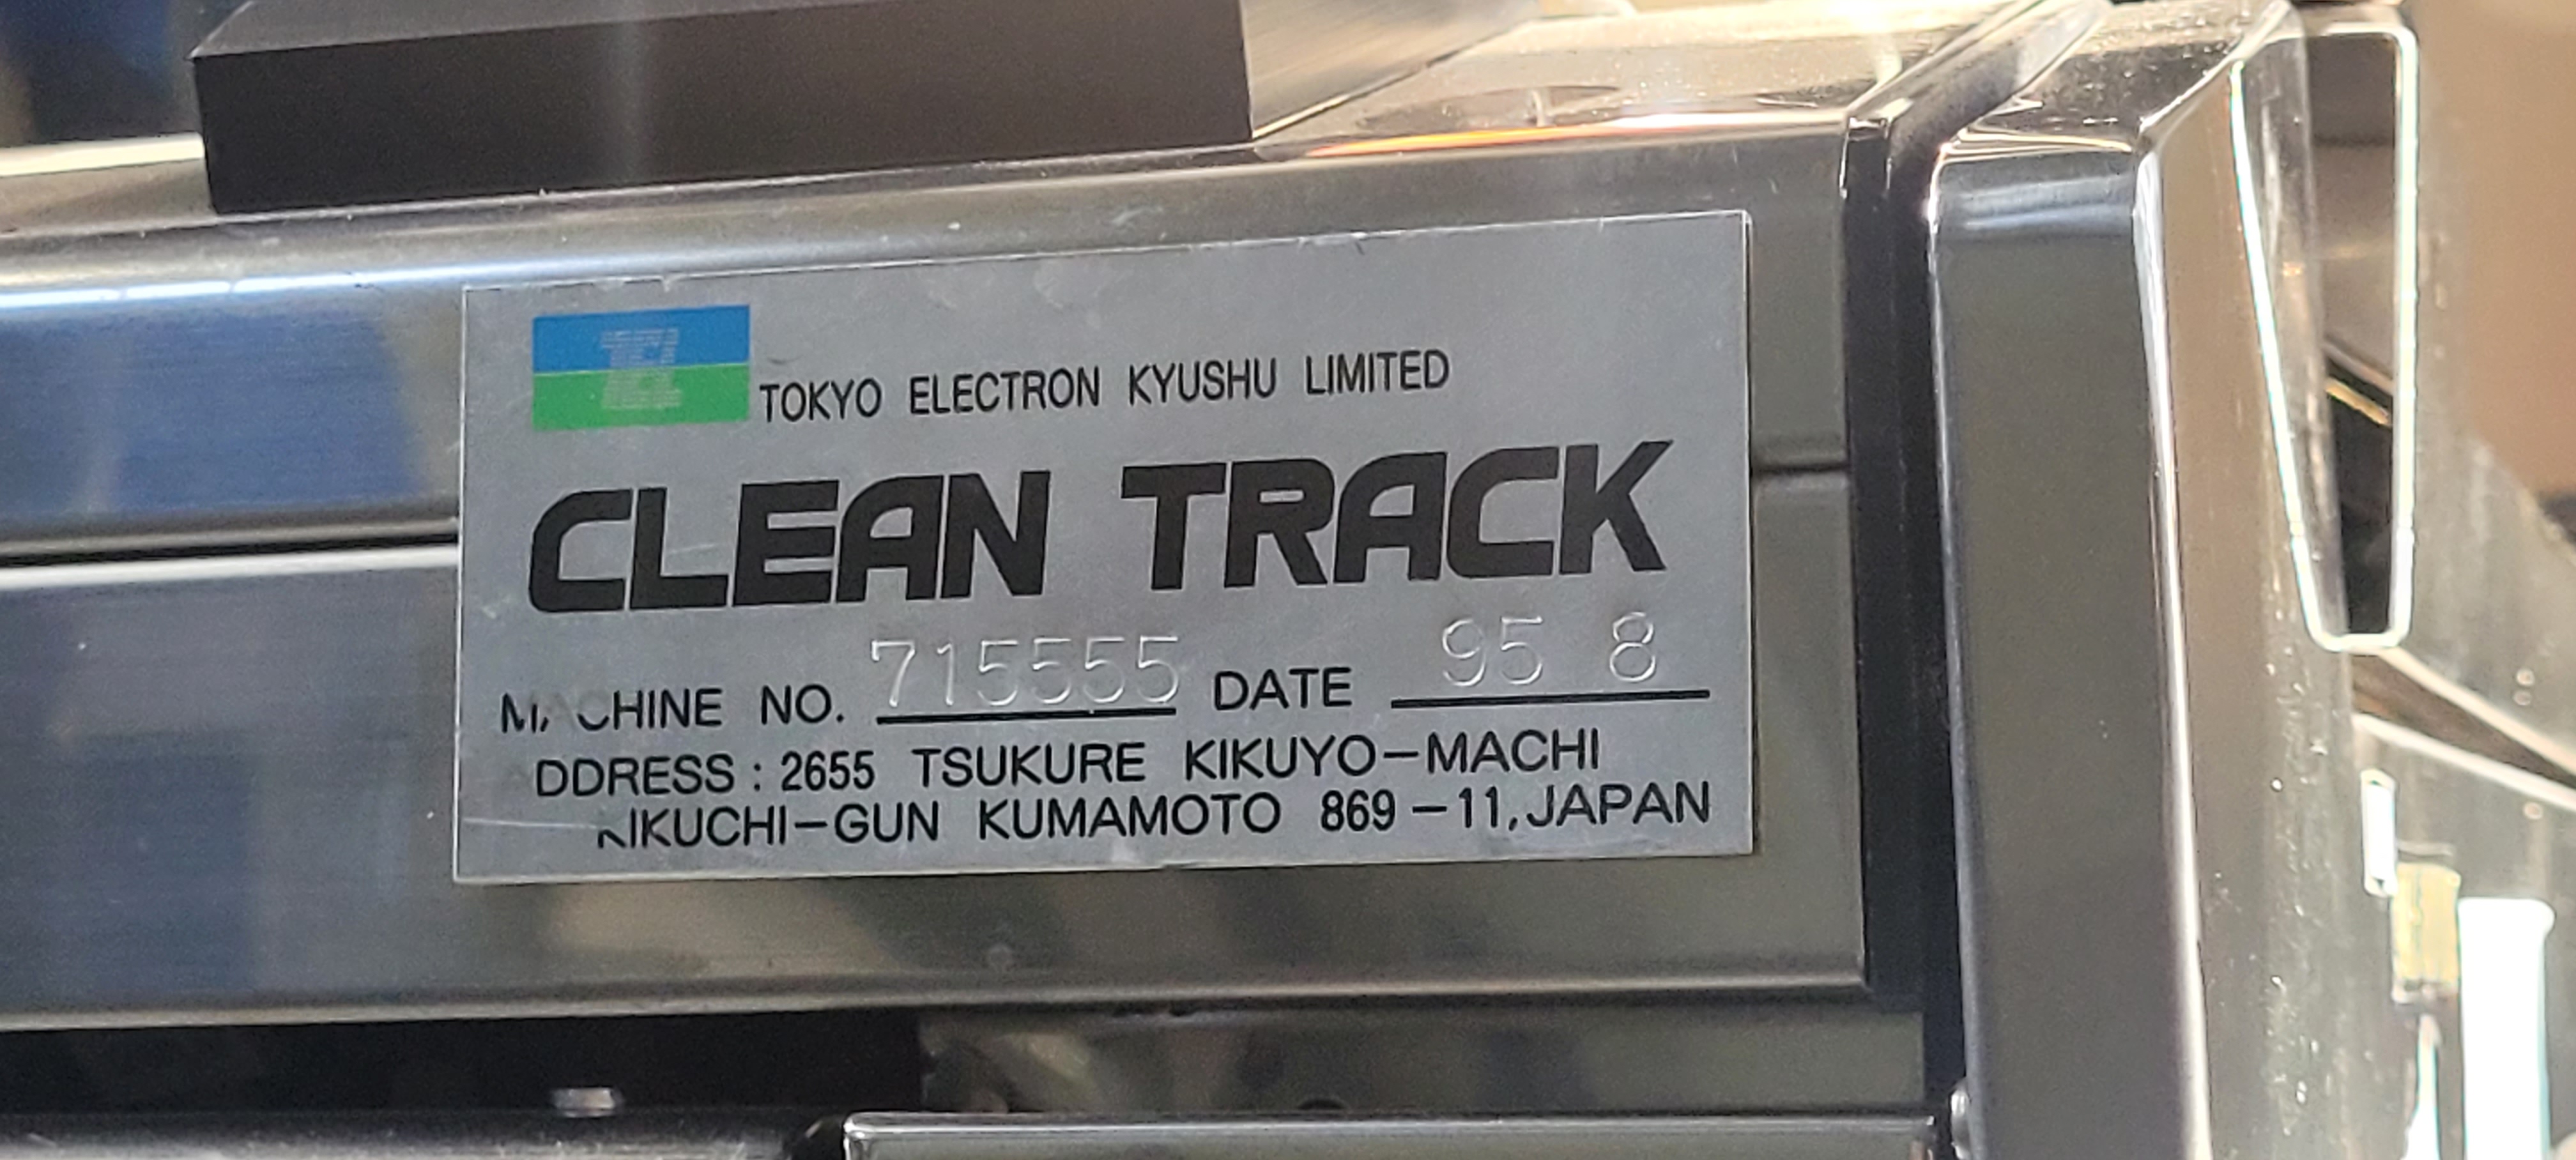 TEL
TOKYO ELECTRON KYUSHU LIMITED
CLEAN TRACK
MACHINE NO. 715555 DATE 95 8
ADDRESS : 2655 TSUKURE KIKUYO-MACHI
KIKUCHI-GUN KUMAMOTO 869-11, JAPAN